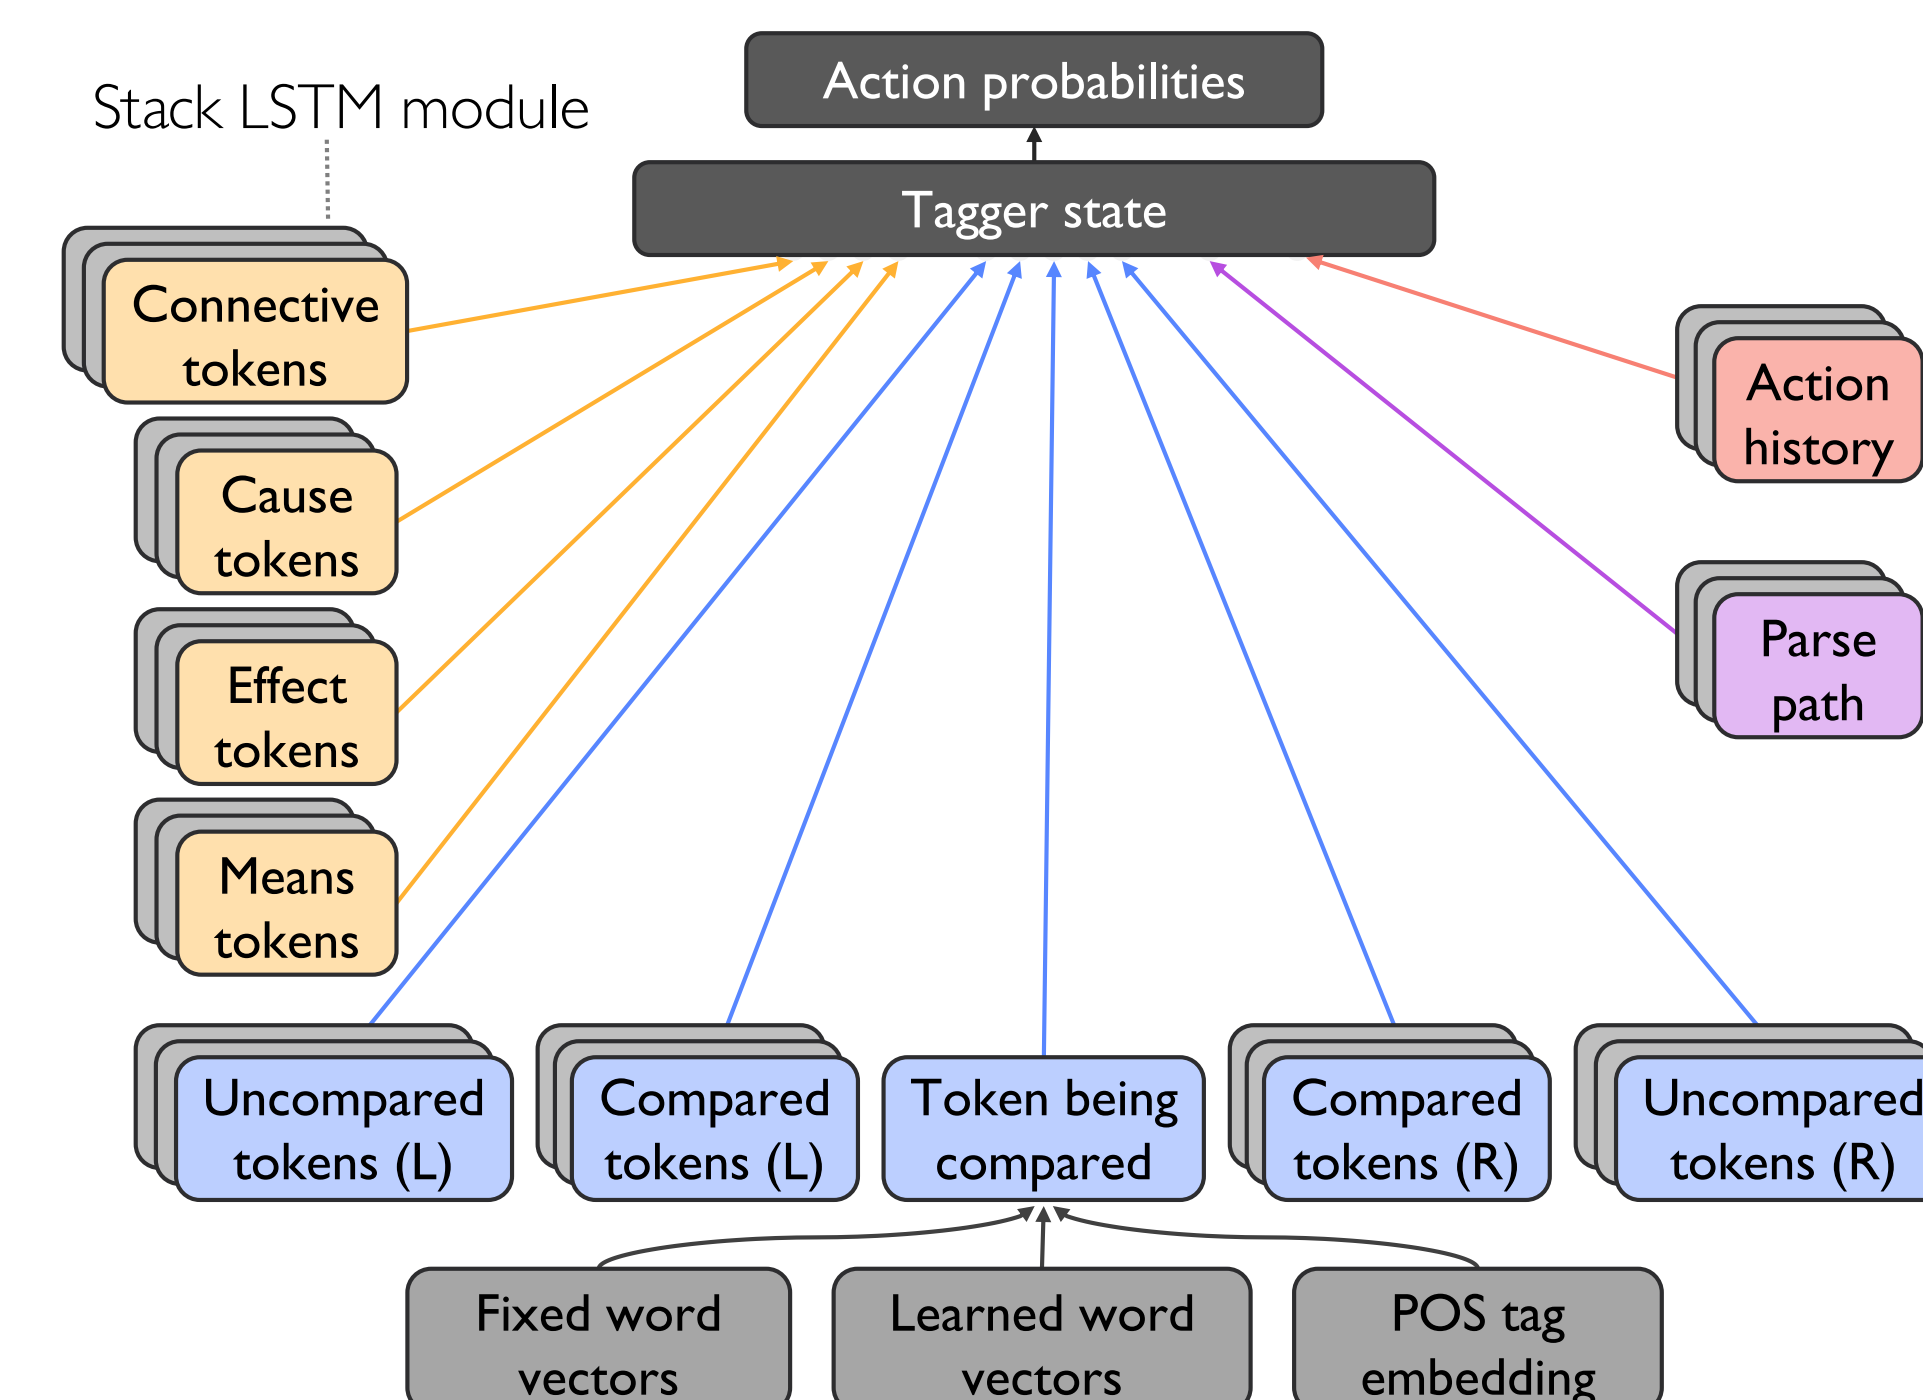 Action probabilities
Stack LSTM module
Tagger state
Connective
tokens
Action
history
Cause
tokens
Parse
path
Effect
tokens
Means
tokens
Uncompared
tokens (L)
Compared
tokens (L)
Token being
compared
Compared
tokens (R)
Uncompared
tokens (R)
Fixed word
vectors
Learned word
vectors
POS tag
embedding